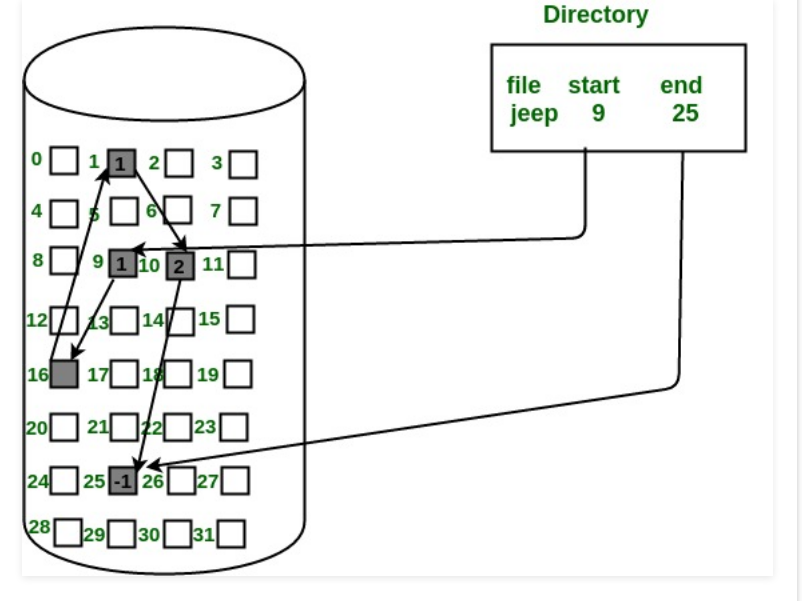 Directory
file start end
jeep 9 25
0 1 1 2 3
4 5 6 7
8 9 1 10 2 11
12 13 14 15
16 17 18 19
20 21 22 23
24 25 -1 26 27
28 29 30 31